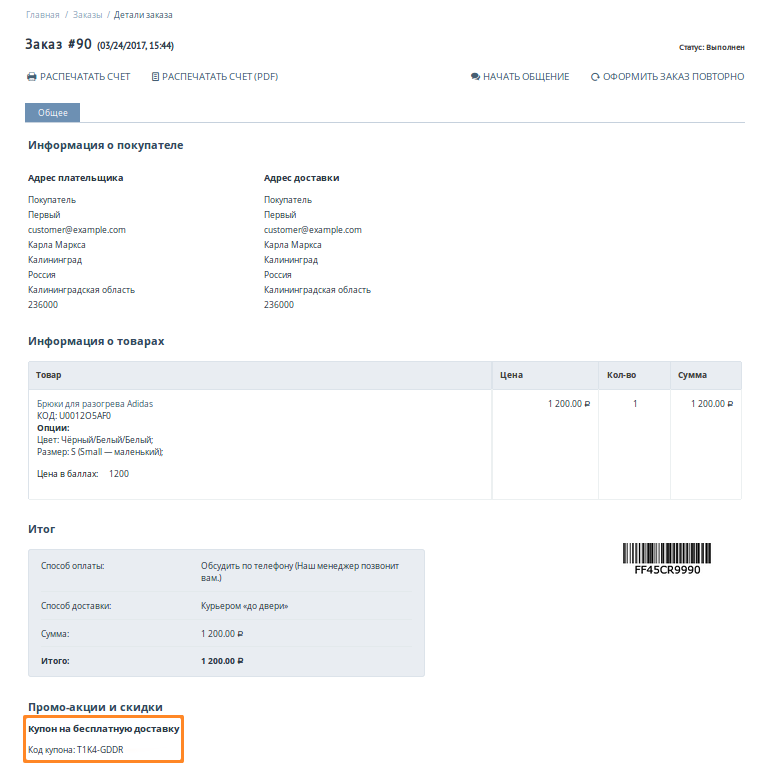 Главная / Заказы / Детали заказа
Заказ #90 (03/24/2017, 15:44)
Статус: Выполнен
РАСПЕЧАТАТЬ СЧЕТ РАСПЕЧАТАТЬ СЧЕТ (PDF) НАЧАТЬ ОБЩЕНИЕ ОФОРМИТЬ ЗАКАЗ ПОВТОРНО
Общее
Информация о покупателе
Адрес плательщика
Покупатель
Первый
customer@example.com
Карла Маркса
Калининград
Россия
Калининградская область
236000
Адрес доставки
Покупатель
Первый
customer@example.com
Карла Маркса
Калининград
Россия
Калининградская область
236000
Информация о товарах
Товар Цена Кол-во Сумма
Брюки для разогрева Adidas 1 200.00 ₽ 1 1 200.00 ₽
КОД: U0012O5AF0
Опции:
Цвет: Чёрный/Белый/Белый;
Размер: S (Small — маленький);
Цена в баллах: 1200
Итог
Способ оплаты: Обсудить по телефону (Наш менеджер позвонит
вам.)
Способ доставки: Курьером «до двери»
Сумма: 1 200.00 ₽
Итого: 1 200.00 ₽
FF45CR9990
Промо-акции и скидки
Купон на бесплатную доставку
Код купона: T1K4-GDDR